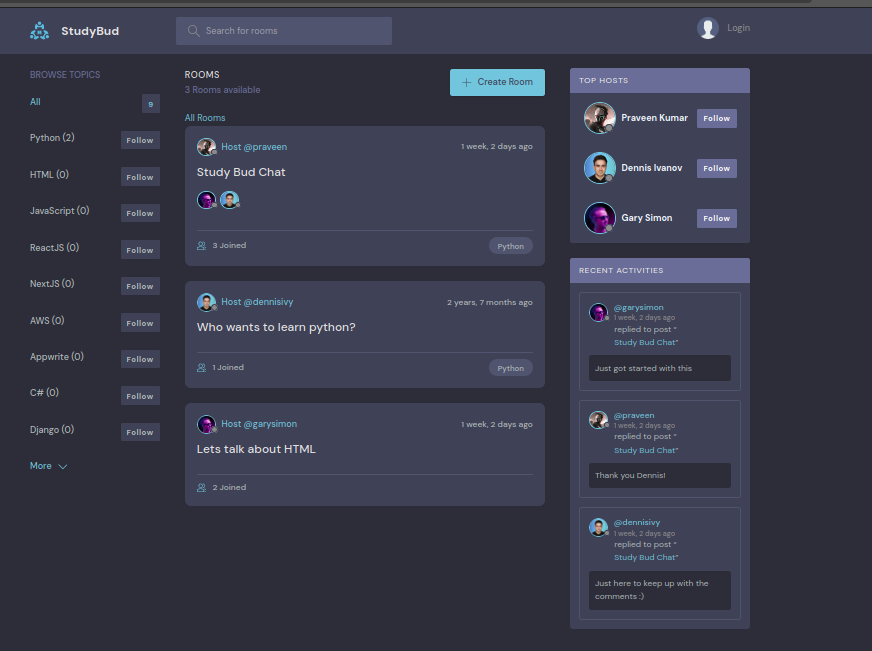 StudyBud
Search for rooms
Login
BROWSE TOPICS
All
9
Python (2)
Follow
HTML (0)
Follow
JavaScript (0)
Follow
ReactJS (0)
Follow
NextJS (0)
Follow
AWS (0)
Follow
Appwrite (0)
Follow
C# (0)
Follow
Django (0)
Follow
More
ROOMS
3 Rooms available
Create Room
All Rooms
Host @praveen
1 week, 2 days ago
Study Bud Chat
3 Joined
Python
Host @dennisivy
2 years, 7 months ago
Who wants to learn python?
1 Joined
Python
Host @garysimon
1 week, 2 days ago
Lets talk about HTML
2 Joined
TOP HOSTS
Praveen Kumar
Follow
Dennis Ivanov
Follow
Gary Simon
Follow
RECENT ACTIVITIES
@garysimon
1 week, 2 days ago
replied to post “
Study Bud Chat”
Just got started with this
@praveen
1 week, 2 days ago
replied to post “
Study Bud Chat”
Thank you Dennis!
@dennisivy
1 week, 2 days ago
replied to post “
Study Bud Chat”
Just here to keep up with the
comments :)